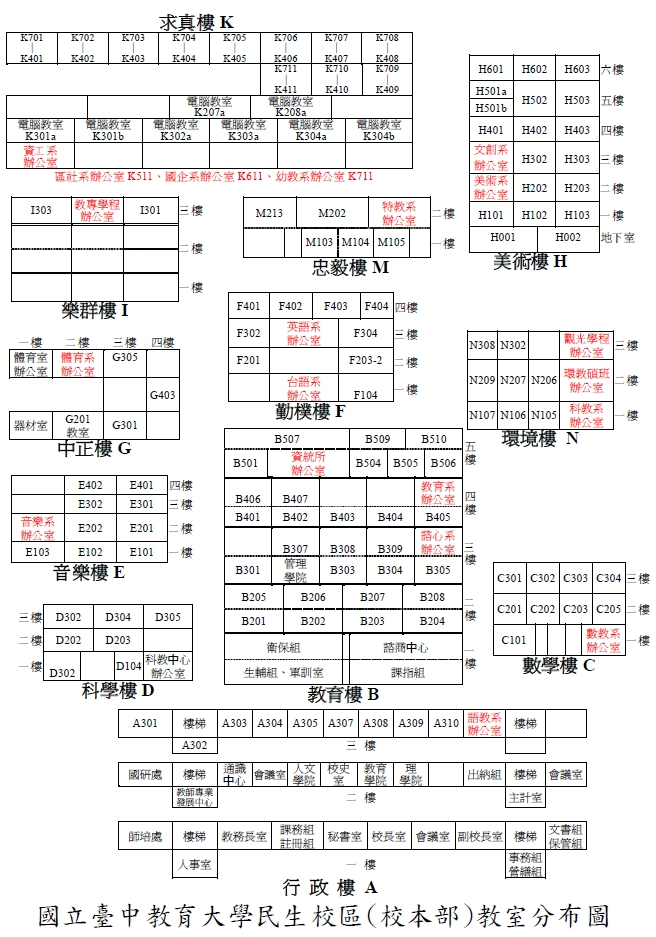 求真樓 K
K701 K702 K703 K704 K705 K706 K707 K708
| | | | | | | |
K401 K402 K403 K404 K405 K406 K407 K408
K711 K710 K709
| | |
K411 K410 K409
電腦教室 電腦教室
K207a K208a
電腦教室 電腦教室 電腦教室 電腦教室 電腦教室 電腦教室
K301a K301b K302a K303a K304a K304b
資工系
辦公室
區社系辦公室 K511、國企系辦公室 K611、幼教系辦公室 K711
H601 H602 H603 六樓
H501a
H501b H502 H503 五樓
H401 H402 H403 四樓
文創系
辦公室 H302 H303 三樓
美術系
辦公室 H202 H203 二樓
H101 H102 H103 一樓
H001 H002 地下室
美術樓 H
I303 教專學程
辦公室 I301 三樓
二樓
一樓
樂群樓 I
M213 M202 特教系
辦公室 二樓
M103 M104 M105 一樓
忠毅樓 M
一樓 二樓 三樓 四樓
體育室
辦公室 體育系
辦公室 G305
G403
器材室 G201
教室 G301
中正樓 G
F401 F402 F403 F404 四樓
F302 英語系
辦公室 F304 三樓
F201 F203-2 二樓
台語系
辦公室 F104 一樓
勤樸樓 F
N308 N302 觀光學程
辦公室 三樓
N209 N207 N206 環教碩班
辦公室 二樓
N107 N106 N105 科教系
辦公室 一樓
環境樓 N
E402 E401 四樓
E302 E301 三樓
音樂系
辦公室 E202 E201 二樓
E103 E102 E101 一樓
音樂樓 E
B507 B509 B510 五樓
B501 資統所
辦公室 B504 B505 B506
B406 B407 教育系
辦公室 四樓
B401 B402 B403 B404 B405
B307 B308 B309 諮心系
辦公室 三樓
B301 管理
學院 B303 B304 B305
B205 B206 B207 B208 二樓
B201 B202 B203 B204
衛保組 諮商中心 一樓
生輔組、軍訓室 課指組
教育樓 B
C301 C302 C303 C304 三樓
C201 C202 C203 C205 二樓
C101 數教系
辦公室 一樓
數學樓 C
三樓 D302 D304 D305
二樓 D202 D203
一樓 D302 D104 科教中心
辦公室
科學樓 D
A301 樓梯 A303 A304 A305 A307 A308 A309 A310 語教系
辦公室 樓梯
A302 三 樓
國研處 樓梯 通識
中心 會議室 人文
學院 校史
室 教育
學院 理
學院 出納組 樓梯 會議室
教師專業
發展中心 二 樓 主計室
師培處 樓梯 教務長室 課務組
註冊組 秘書室 校長室 會議室 副校長室 樓梯 文書組
保管組
人事室 一 樓 事務組
營繕組
行 政 樓 A
國立臺中教育大學民生校區(校本部)教室分布圖